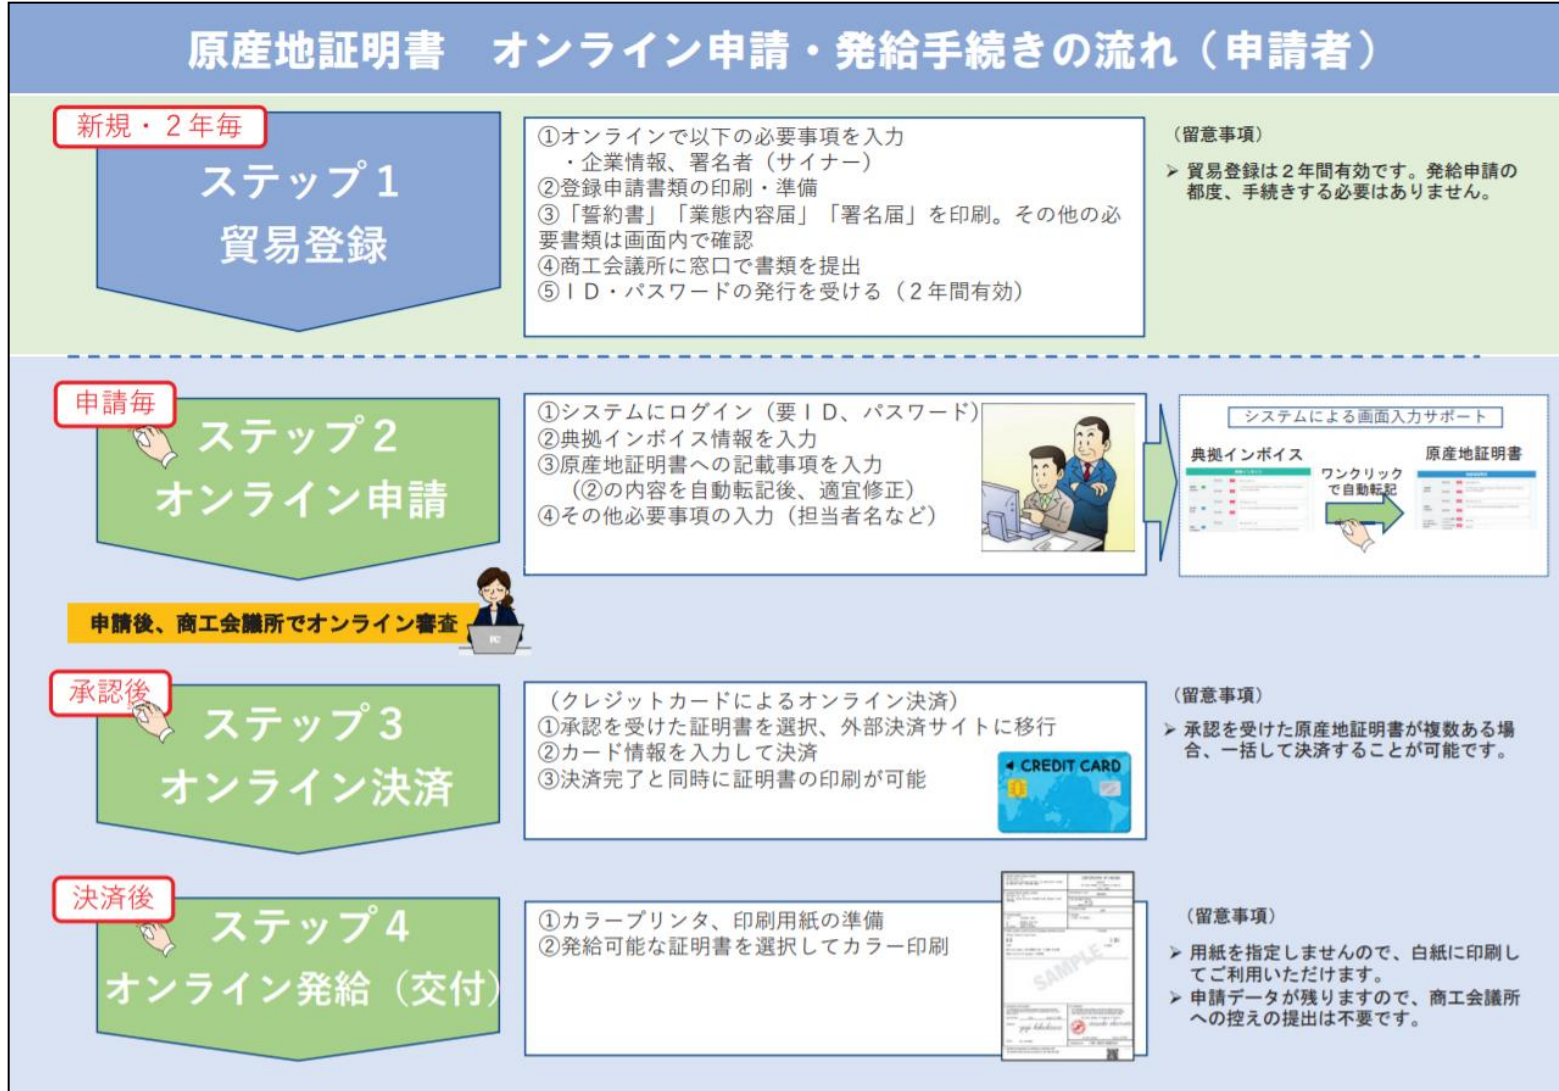 原産地証明書 オンライン申請・発給手続きの流れ（申請者）
新規・２年毎
ステップ１
貿易登録
①オンラインで以下の必要事項を入力
・企業情報、署名者（サイナー）
②登録申請書類の印刷・準備
③「誓約書」「業態内容届」「署名届」を印刷。その他の必
要書類は画面内で確認
④商工会議所に窓口で書類を提出
⑤ＩＤ・パスワードの発行を受ける（２年間有効）
（留意事項）
➢ 貿易登録は２年間有効です。発給申請の
都度、手続きする必要はありません。
申請毎
ステップ２
オンライン申請
①システムにログイン（要ＩＤ、パスワード）
②典拠インボイス情報を入力
③原産地証明書への記載事項を入力
（②の内容を自動転記後、適宜修正）
④その他必要事項の入力（担当者名など）
システムによる画面入力サポート
典拠インボイス
ワンクリック
で自動転記
原産地証明書
申請後、商工会議所でオンライン審査
承認後
ステップ３
オンライン決済
（クレジットカードによるオンライン決済）
①承認を受けた証明書を選択、外部決済サイトに移行
②カード情報を入力して決済
③決済完了と同時に証明書の印刷が可能
CREDIT CARD
（留意事項）
➢ 承認を受けた原産地証明書が複数ある場
合、一括して決済することが可能です。
決済後
ステップ４
オンライン発給（交付）
①カラープリンタ、印刷用紙の準備
②発給可能な証明書を選択してカラー印刷
SAMPLE
（留意事項）
➢ 用紙を指定しませんので、白紙に印刷し
てご利用いただけます。
➢ 申請データが残りますので、商工会議所
への控えの提出は不要です。